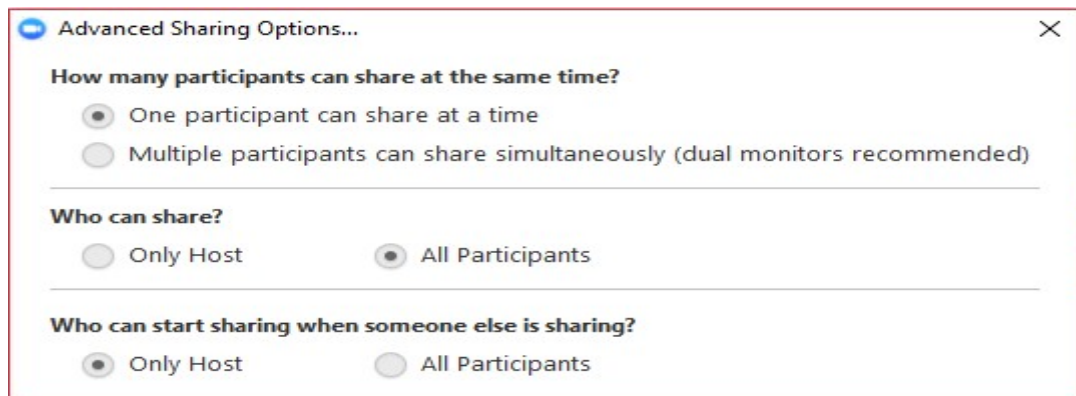 Advanced Sharing Options...
How many participants can share at the same time?
One participant can share at a time
Multiple participants can share simultaneously (dual monitors recommended)
Who can share?
Only Host All Participants
Who can start sharing when someone else is sharing?
Only Host All Participants